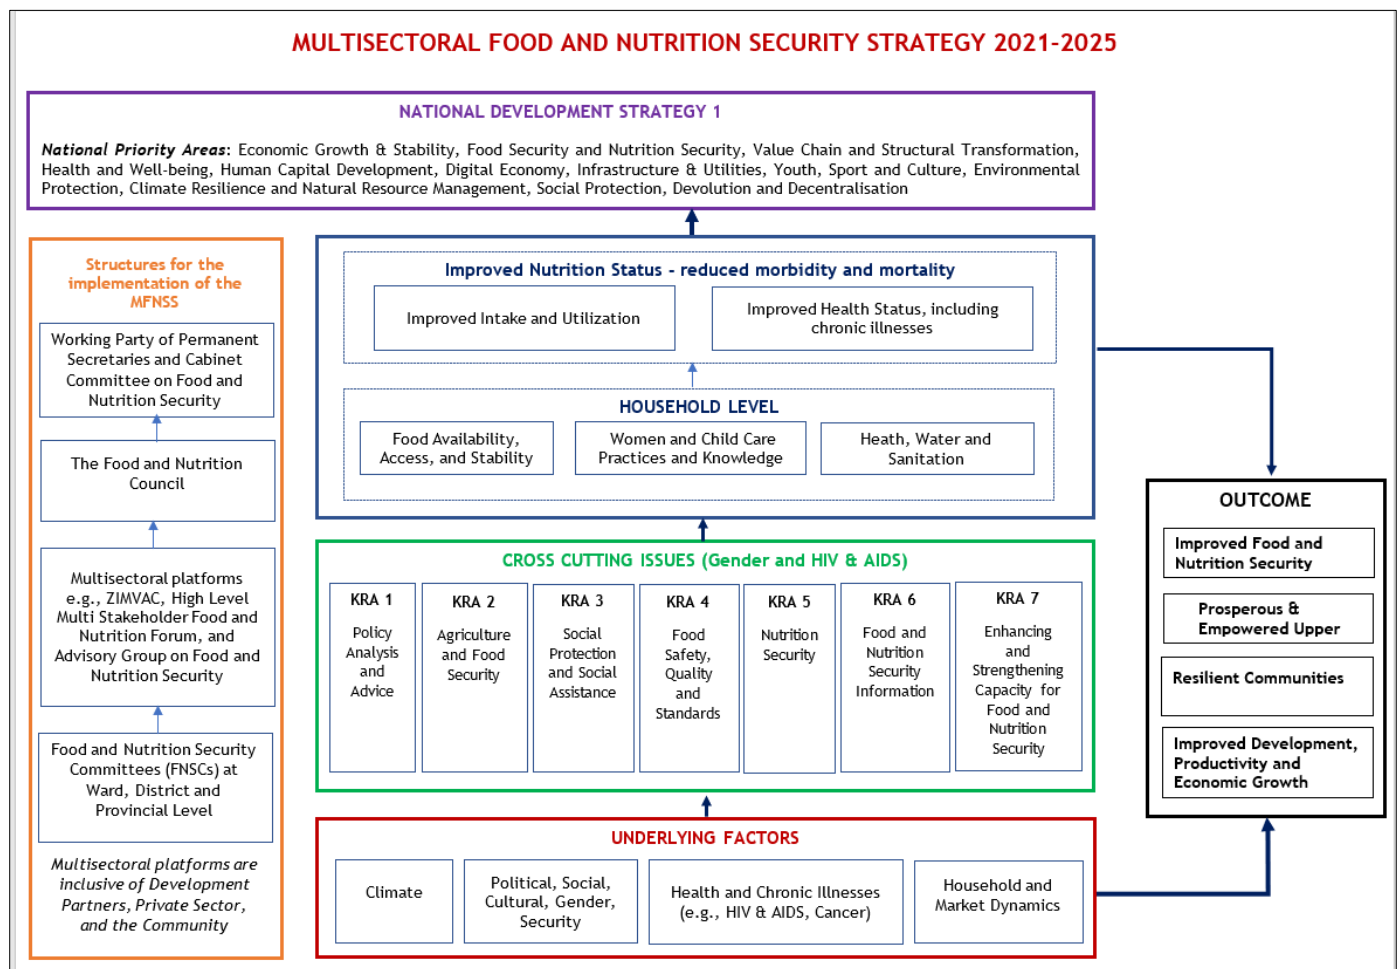 MULTISECTORAL FOOD AND NUTRITION SECURITY STRATEGY 2021-2025
NATIONAL DEVELOPMENT STRATEGY 1
National Priority Areas: Economic Growth & Stability, Food Security and Nutrition Security, Value Chain and Structural Transformation,
Health and Well-being, Human Capital Development, Digital Economy, Infrastructure & Utilities, Youth, Sport and Culture, Environmental
Protection, Climate Resilience and Natural Resource Management, Social Protection, Devolution and Decentralisation
Structures for the
implementation of the
MFNSS
Working Party of Permanent
Secretaries and Cabinet
Committee on Food and
Nutrition Security
The Food and Nutrition
Council
Multisectoral platforms
e.g., ZIMVAC, High Level
Multi Stakeholder Food and
Nutrition Forum, and
Advisory Group on Food and
Nutrition Security
Food and Nutrition Security
Committees (FNSCs) at
Ward, District and
Provincial Level
Multisectoral platforms are
inclusive of Development
Partners, Private Sector,
and the Community
Improved Nutrition Status - reduced morbidity and mortality
Improved Intake and Utilization
Improved Health Status, including
chronic illnesses
HOUSEHOLD LEVEL
Food Availability,
Access, and Stability
Women and Child Care
Practices and Knowledge
Heath, Water and
Sanitation
CROSS CUTTING ISSUES (Gender and HIV & AIDS)
KRA 1
Policy
Analysis
and
Advice
KRA 2
Agriculture
and Food
Security
KRA 3
Social
Protection
and Social
Assistance
KRA 4
Food
Safety,
Quality
and
Standards
KRA 5
Nutrition
Security
KRA 6
Food and
Nutrition
Security
Information
KRA 7
Enhancing
and
Strengthening
Capacity for
Food and
Nutrition
Security
UNDERLYING FACTORS
Climate
Political, Social,
Cultural, Gender,
Security
Health and Chronic Illnesses
(e.g., HIV & AIDS, Cancer)
Household and
Market Dynamics
OUTCOME
Improved Food and
Nutrition Security
Prosperous &
Empowered Upper
Resilient Communities
Improved Development,
Productivity and
Economic Growth